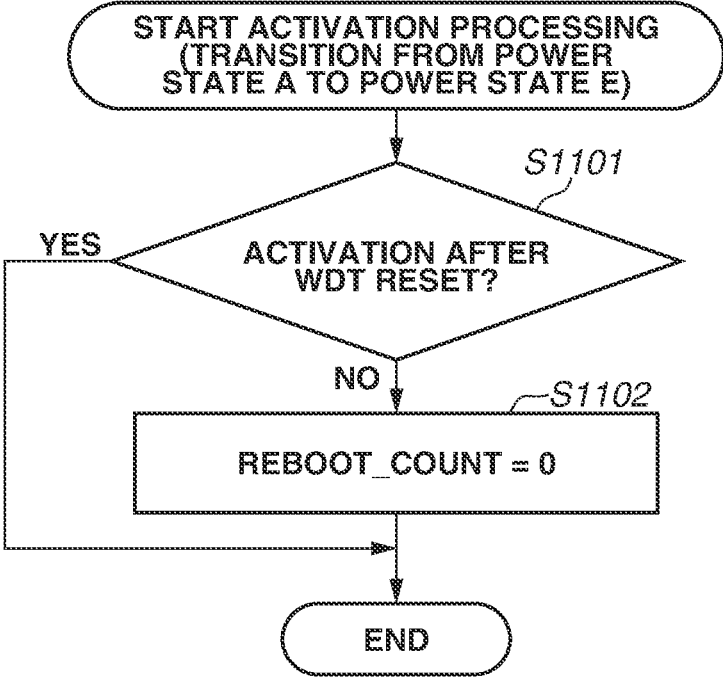 START ACTIVATION PROCESSING
(TRANSITION FROM POWER
STATE A TO POWER STATE E)
S1101
YES
ACTIVATION AFTER
WDT RESET?
NO
S1102
REBOOT_COUNT = 0
END